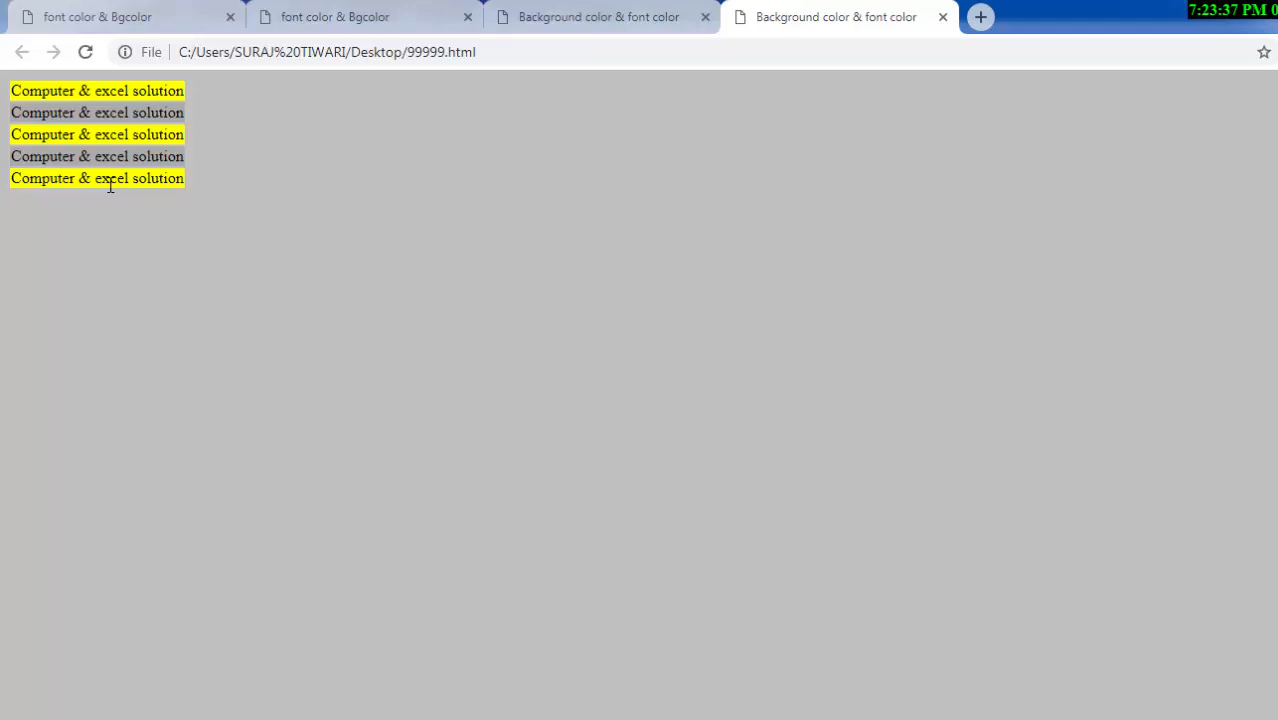 font color & Bgcolor
font color & Bgcolor
Background color & font color
Background color & font color
7:23:37 PM
File
C:/Users/SURAJ%20TIWARI/Desktop/99999.html
Computer & excel solution
Computer & excel solution
Computer & excel solution
Computer & excel solution
Computer & excel solution